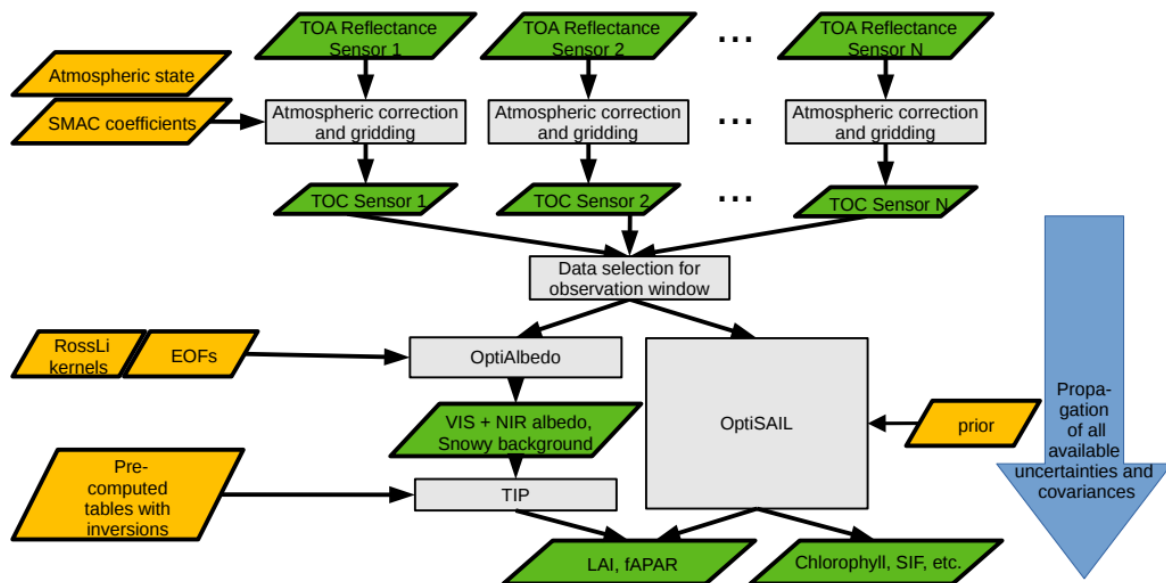 TOA Reflectance
Sensor 1
TOA Reflectance
Sensor 2
...
TOA Reflectance
Sensor N
Atmospheric state
SMAC coefficients
Atmospheric correction
and gridding
Atmospheric correction
and gridding
...
Atmospheric correction
and gridding
TOC Sensor 1
TOC Sensor 2
...
TOC Sensor N
Data selection for
observation window
RossLi
kernels
EOFs
OptiAlbedo
OptiSAIL
prior
VIS + NIR albedo,
Snowy background
Pre-
computed
tables with
inversions
TIP
LAI, fAPAR
Chlorophyll, SIF, etc.
Propa-
gation
of all
available
uncertainties and
covariances